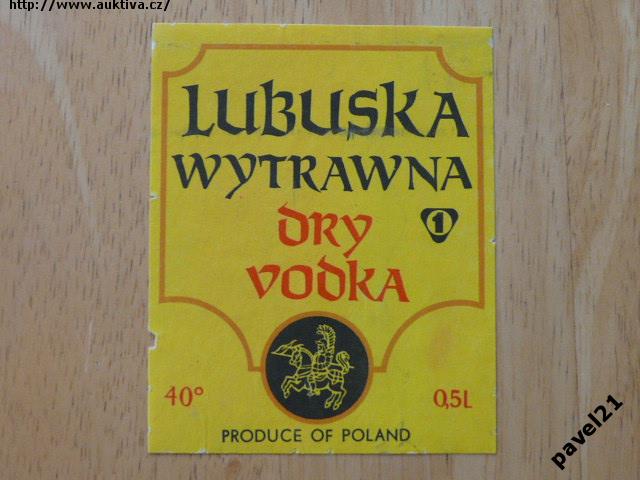 http://www.auktiva.cz/
LUBUSKA
WYTRAWNA
DRY
1
VODKA
40°
0,5L
PRODUCE OF POLAND
pavel21